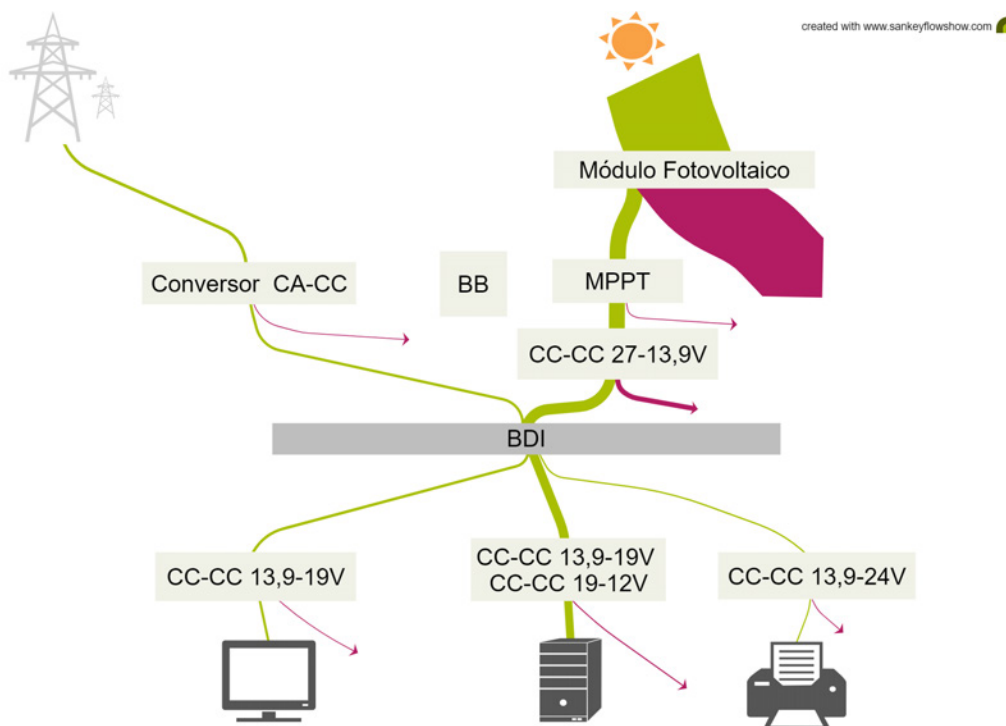 created with www.sankeyflowshow.com
Módulo Fotovoltaico
Conversor CA-CC
BB
MPPT
CC-CC 27-13,9V
BDI
CC-CC 13,9-19V
CC-CC 13,9-19V
CC-CC 19-12V
CC-CC 13,9-24V